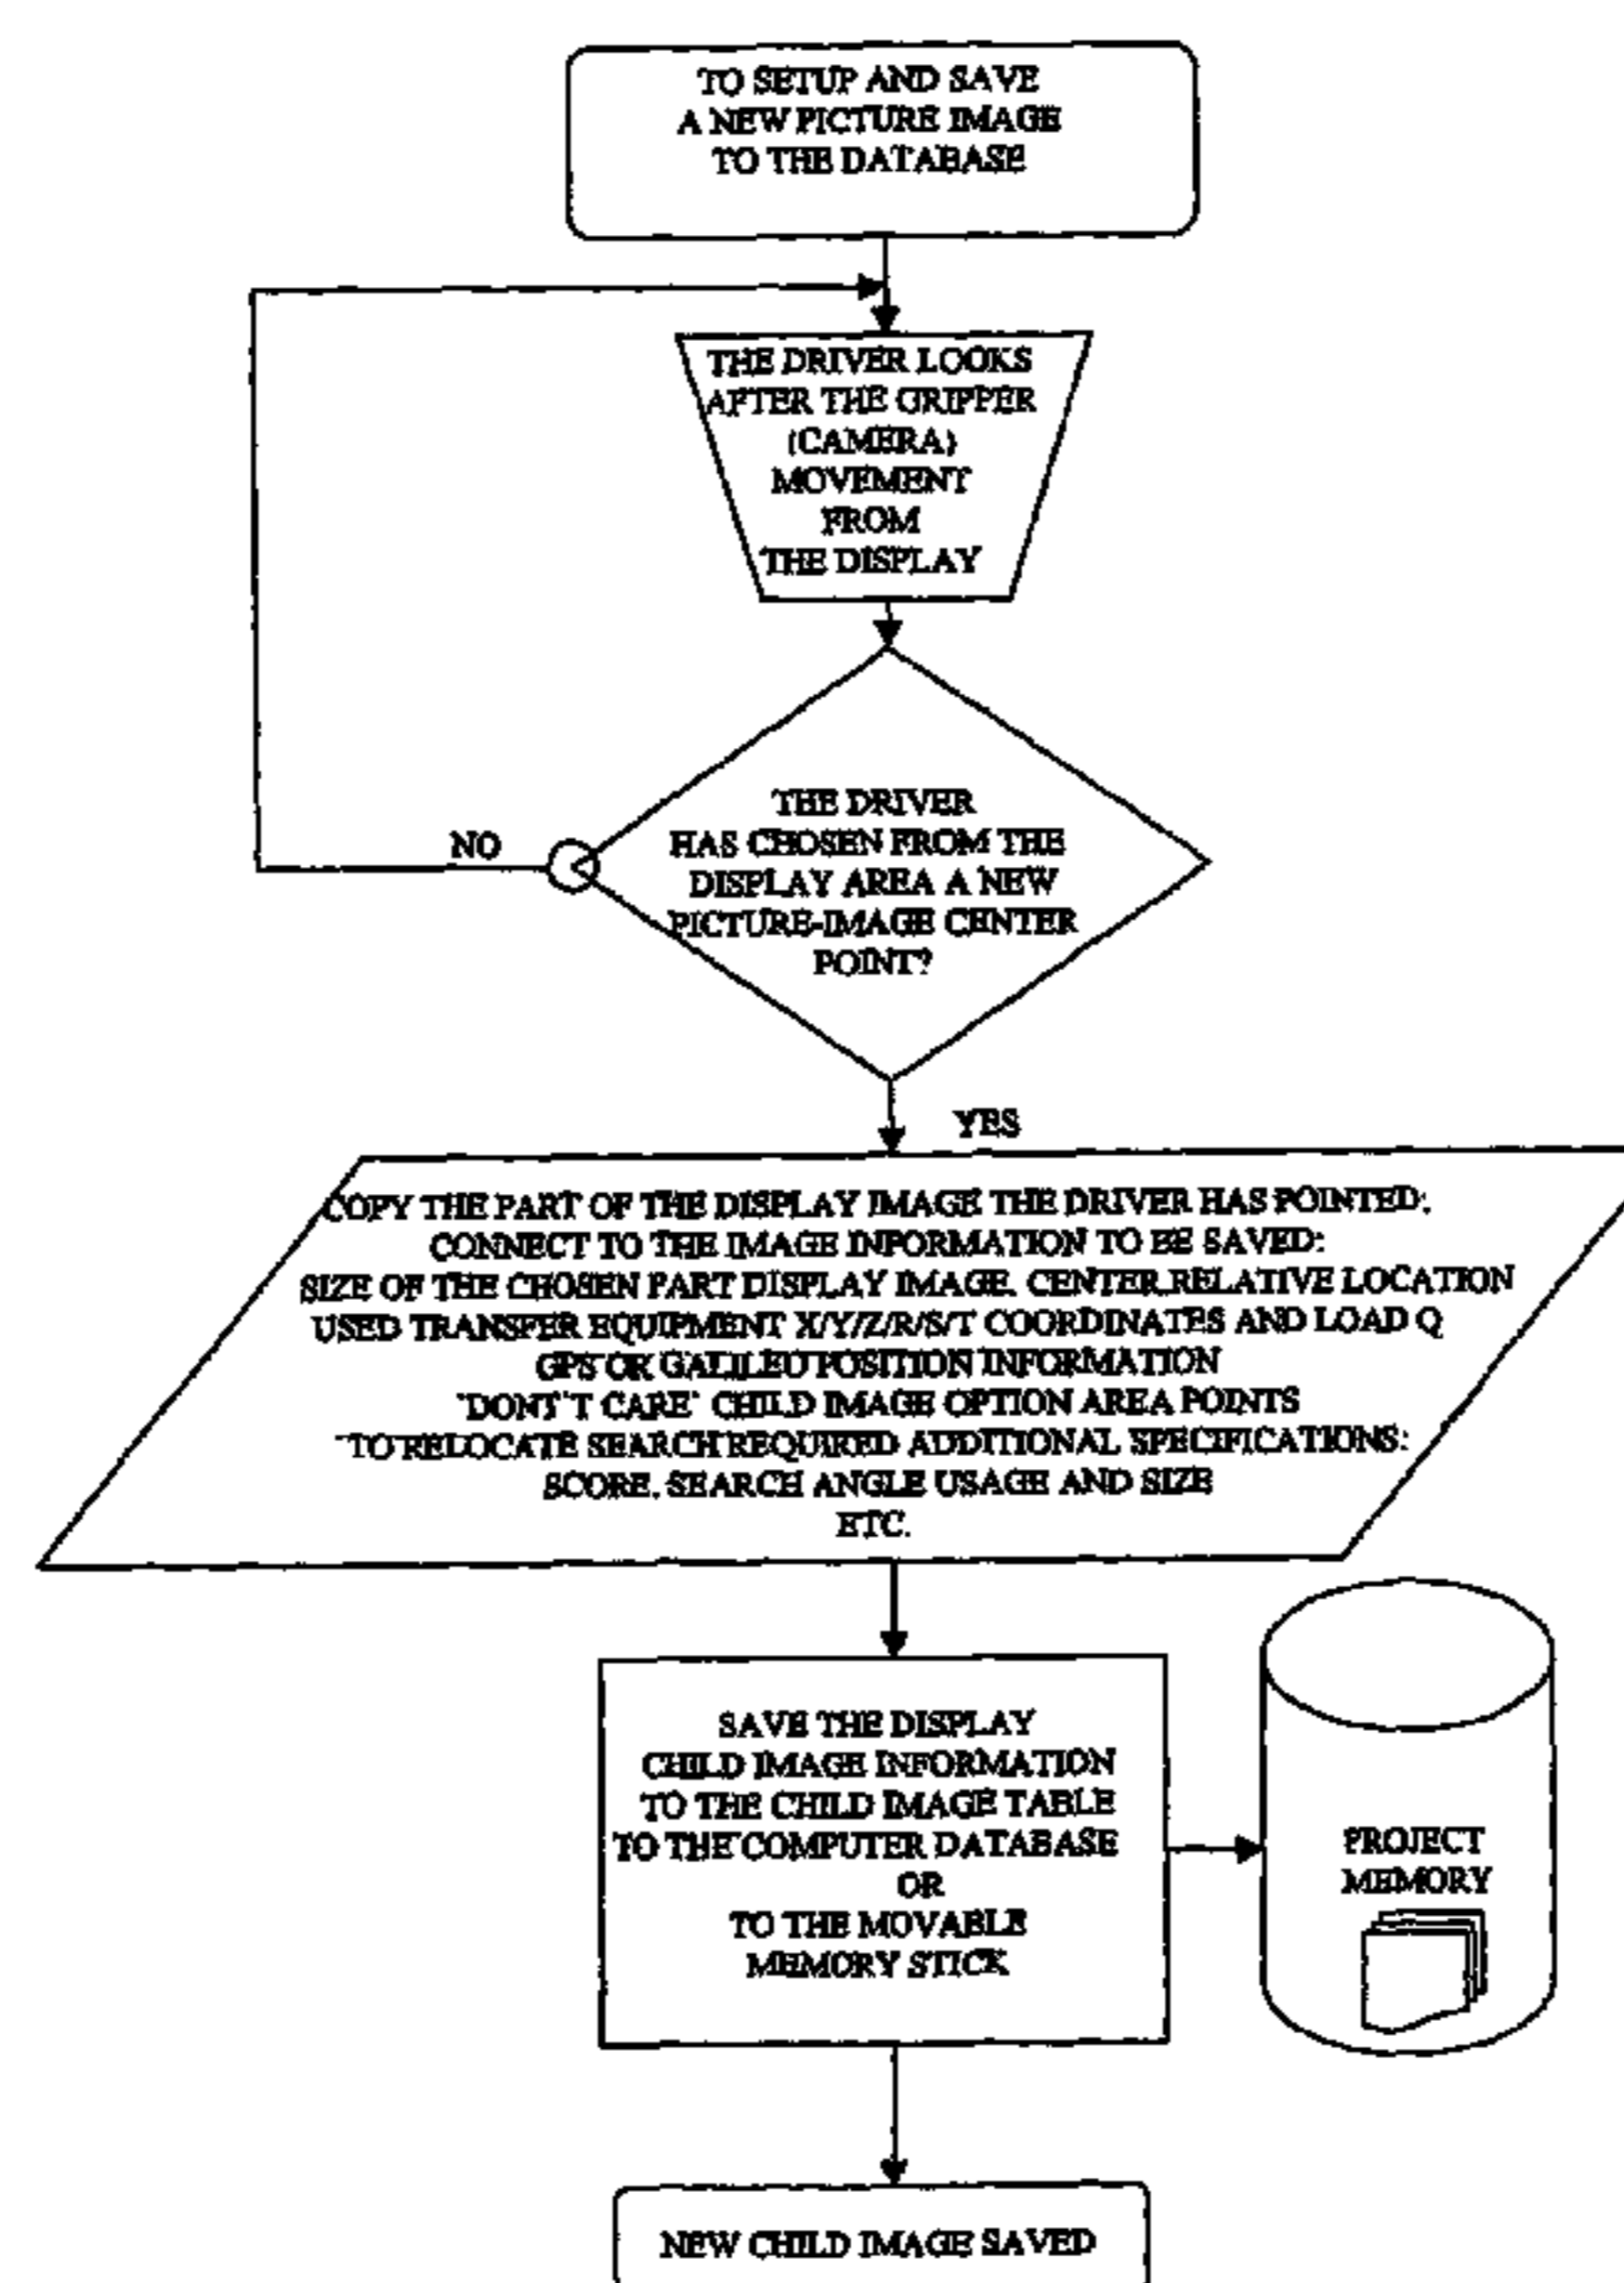 TO SETUP AND SAVE
A NEW PICTURE IMAGE
TO THE DATABASE
THE DRIVER LOOKS
AFTER THE GRIPPER
(CAMERA)
MOVEMENT
FROM
THE DISPLAY
THE DRIVER
HAS CHOSEN FROM THE
DISPLAY AREA A NEW
PICTURE-IMAGE CENTER
POINT?
NO
YES
COPY THE PART OF THE DISPLAY IMAGE THE DRIVER HAS POINTED;
CONNECT TO THE IMAGE INFORMATION TO BE SAVED:
SIZE OF THE CHOSEN PART DISPLAY IMAGE, CENTER RELATIVE LOCATION
USED TRANSFER EQUIPMENT X/Y/Z/R/S/T COORDINATES AND LOAD Q
GPS OR GALILEO POSITION INFORMATION
"DONT'T CARE" CHILD IMAGE OPTION AREA POINTS
"TO RELOCATE SEARCH REQUIRED ADDITIONAL SPECIFICATIONS:
SCORE, SEARCH ANGLE USAGE AND SIZE
ETC.
SAVE THE DISPLAY
CHILD IMAGE INFORMATION
TO THE CHILD IMAGE TABLE
TO THE COMPUTER DATABASE
OR
TO THE MOVABLE
MEMORY STICK
PROJECT
MEMORY
NEW CHILD IMAGE SAVED